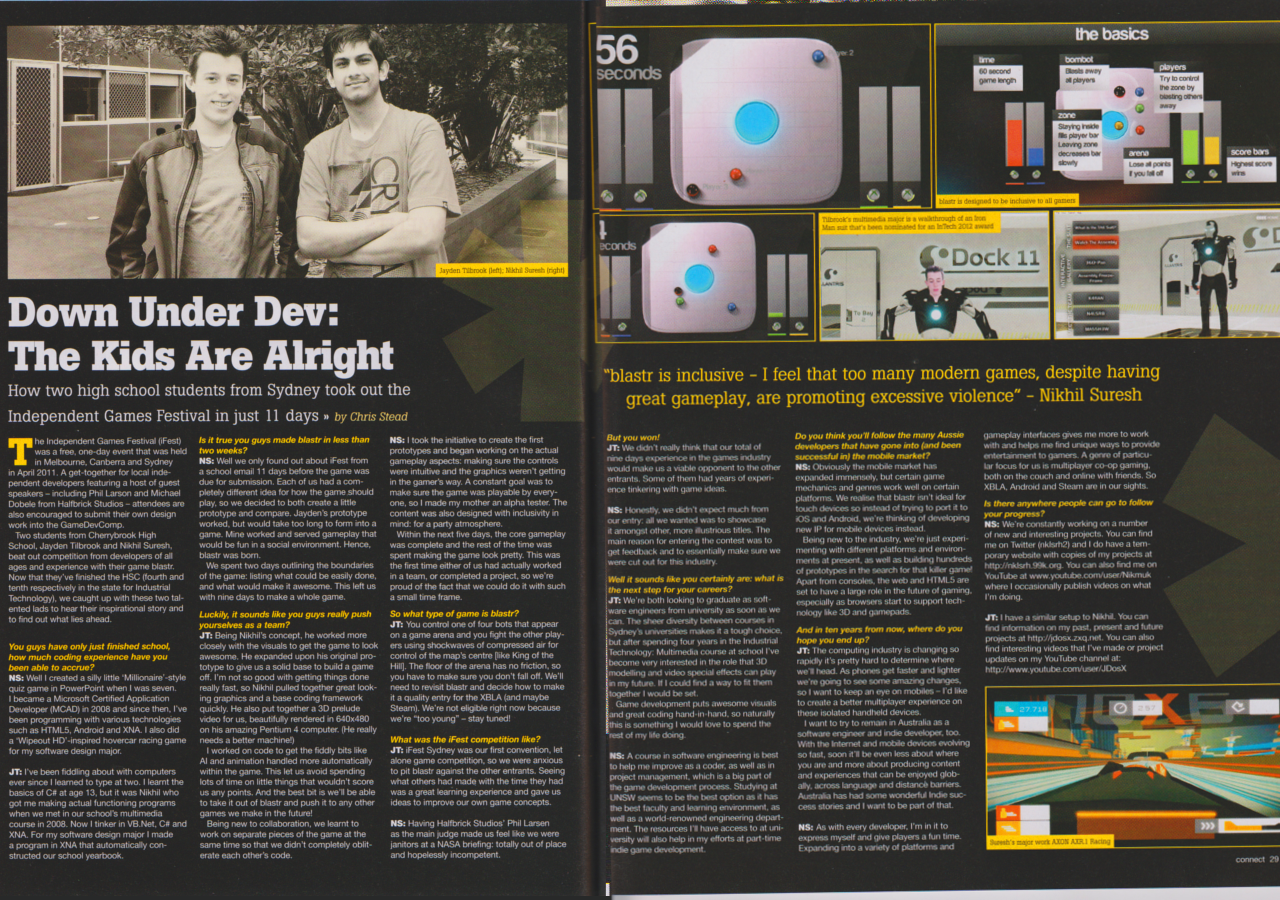 Jayden Tilbrook (left); Nikhil Suresh (right)
Down Under Dev:
The Kids Are Alright
How two high school students from Sydney took out the
Independent Games Festival in just 11 days » by Chris Stead
The Independent Games Festival (iFest)
was a free, one-day event that was held
in Melbourne, Canberra and Sydney
in April 2011. A get-together for local inde-
pendent developers featuring a host of guest
speakers – including Phil Larson and Michael
Dobele from Halfbrick Studios – attendees are
also encouraged to submit their own design
work into the GameDevComp.
Two students from Cherrybrook High
School, Jayden Tilbrook and Nikhil Suresh,
beat out competition from developers of all
ages and experience with their game blastr.
Now that they've finished the HSC (fourth and
tenth respectively in the state for Industrial
Technology), we caught up with these two tal-
ented lads to hear their inspirational story and
to find out what lies ahead.
You guys have only just finished school,
how much coding experience have you
been able to accrue?
NS: Well I created a silly little 'Millionaire'-style
quiz game in PowerPoint when I was seven.
I became a Microsoft Certified Application
Developer (MCAD) in 2008 and since then, I've
been programming with various technologies
such as HTML5, Android and XNA. I also did
a 'Wipeout HD'-inspired hovercar racing game
for my software design major.
JT: I've been fiddling about with computers
ever since I learned to type at two. I learnt the
basics of C# at age 13, but it was Nikhil who
got me making actual functioning programs
when we met in our school's multimedia
course in 2008. Now I tinker in VB.Net, C# and
XNA. For my software design major I made
a program in XNA that automatically con-
structed our school yearbook.
Is it true you guys made blastr in less than
two weeks?
NS: Well we only found out about iFest from
a school email 11 days before the game was
due for submission. Each of us had a com-
pletely different idea for how the game should
play, so we decided to both create a little
prototype and compare. Jayden's prototype
worked, but would take too long to form into a
game. Mine worked and served gameplay that
would be fun in a social environment. Hence,
blastr was born.
We spent two days outlining the boundaries
of the game: listing what could be easily done,
and what would make it awesome. This left us
with nine days to make a whole game.
Luckily, it sounds like you guys really push
yourselves as a team?
JT: Being Nikhil's concept, he worked more
closely with the visuals to get the game to look
awesome. He expanded upon his original pro-
totype to give us a solid base to build a game
off. I'm not so good with getting things done
really fast, so Nikhil pulled together great look-
ing graphics and a base coding framework
quickly. He also put together a 3D prelude
video for us, beautifully rendered in 640x480
on his amazing Pentium 4 computer. (He really
needs a better machine!)
I worked on code to get the fiddly bits like
AI and animation handled more automatically
within the game. This let us avoid spending
lots of time on little things that wouldn't score
us any points. And the best bit is we'll be able
to take it out of blastr and push it to any other
games we make in the future!
Being new to collaboration, we learnt to
work on separate pieces of the game at the
same time so that we didn't completely oblit-
erate each other's code.
NS: I took the initiative to create the first
prototypes and began working on the actual
gameplay aspects: making sure the controls
were intuitive and the graphics weren't getting
in the gamer's way. A constant goal was to
make sure the game was playable by every-
one, so I made my mother an alpha tester. The
content was also designed with inclusivity in
mind: for a party atmosphere.
Within the next five days, the core gameplay
was complete and the rest of the time was
spent making the game look pretty. This was
the first time either of us had actually worked
in a team, or completed a project, so we're
proud of the fact that we could do it with such
a small time frame.
So what type of game is blastr?
JT: You control one of four bots that appear
on a game arena and you fight the other play-
ers using shockwaves of compressed air for
control of the map's centre [like King of the
Hill]. The floor of the arena has no friction, so
you have to make sure you don't fall off. We'll
need to revisit blastr and decide how to make
it a quality entry for the XBLA (and maybe
Steam). We're not eligible right now because
we're "too young" – stay tuned!
What was the iFest competition like?
JT: iFest Sydney was our first convention, let
alone game competition, so we were anxious
to pit blastr against the other entrants. Seeing
what others had made with the time they had
was a great learning experience and gave us
ideas to improve our own game concepts.
NS: Having Halfbrick Studios' Phil Larsen
as the main judge made us feel like we were
janitors at a NASA briefing: totally out of place
and hopelessly incompetent.
56
seconds
the basics
time
60 second
game length
bombot
Blasts away
all players
players
Try to control
the zone by
blasting others
away
zone
Staying inside
fills player bar
Leaving zone
decreases bar
slowly
arena
Lose all points
if you fall off
score bars
Highest score
wins
blastr is designed to be inclusive to all gamers
econds
Tilbrook's multimedia major is a walkthrough of an Iron
Man suit that's been nominated for an InTech 2012 award
Dock 11
To Bay
2
"blastr is inclusive – I feel that too many modern games, despite having
great gameplay, are promoting excessive violence" – Nikhil Suresh
But you won!
JT: We didn't really think that our total of
nine days experience in the games industry
would make us a viable opponent to the other
entrants. Some of them had years of experi-
ence tinkering with game ideas.
NS: Honestly, we didn't expect much from
our entry: all we wanted was to showcase
it amongst other, more illustrious titles. The
main reason for entering the contest was to
get feedback and to essentially make sure we
were cut out for this industry.
Well it sounds like you certainly are: what is
the next step for your careers?
JT: We're both looking to graduate as soft-
ware engineers from university as soon as we
can. The sheer diversity between courses in
Sydney's universities makes it a tough choice,
but after spending four years in the Industrial
Technology: Multimedia course at school I've
become very interested in the role that 3D
modelling and video special effects can play
in my future. If I could find a way to fit them
together I would be set.
Game development puts awesome visuals
and great coding hand-in-hand, so naturally
this is something I would love to spend the
rest of my life doing.
NS: A course in software engineering is best
to help me improve as a coder, as well as in
project management, which is a big part of
the game development process. Studying at
UNSW seems to be the best option as it has
the best faculty and learning environment, as
well as a world-renowned engineering depart-
ment. The resources I'll have access to at uni-
versity will also help in my efforts at part-time
indie game development.
Do you think you'll follow the many Aussie
developers that have gone into (and been
successful in) the mobile market?
NS: Obviously the mobile market has
expanded immensely, but certain game
mechanics and genres work well on certain
platforms. We realise that blastr isn't ideal for
touch devices so instead of trying to port it to
iOS and Android, we're thinking of developing
new IP for mobile devices instead.
Being new to the industry, we're just experi-
menting with different platforms and environ-
ments at present, as well as building hundreds
of prototypes in the search for that killer game!
Apart from consoles, the web and HTML5 are
set to have a large role in the future of gaming,
especially as browsers start to support tech-
nology like 3D and gamepads.
And in ten years from now, where do you
hope you end up?
JT: The computing industry is changing so
rapidly it's pretty hard to determine where
we'll head. As phones get faster and lighter
we're going to see some amazing changes,
so I want to keep an eye on mobiles – I'd like
to create a better multiplayer experience on
these isolated handheld devices.
I want to try to remain in Australia as a
software engineer and indie developer, too.
With the Internet and mobile devices evolving
so fast, soon it'll be even less about where
you are and more about producing content
and experiences that can be enjoyed glob-
ally, across language and distance barriers.
Australia has had some wonderful Indie suc-
cess stories and I want to be part of that.
NS: As with every developer, I'm in it to
express myself and give players a fun time.
Expanding into a variety of platforms and
gameplay interfaces gives me more to work
with and helps me find unique ways to provide
entertainment to gamers. A genre of particu-
lar focus for us is multiplayer co-op gaming,
both on the couch and online with friends. So
XBLA, Android and Steam are in our sights.
Is there anywhere people can go to follow
your progress?
NS: We're constantly working on a number
of new and interesting projects. You can find
me on Twitter (nklsrh2) and I do have a tem-
porary website with copies of my projects at
http://nklsrh.99k.org. You can also find me on
YouTube at www.youtube.com/user/Nikmuk
where I occasionally publish videos on what
I'm doing.
JT: I have a similar setup to Nikhil. You can
find information on my past, present and future
projects at http://jdosx.zxq.net. You can also
find interesting videos that I've made or project
updates on my YouTube channel at:
http://www.youtube.com/user/JDosX
Suresh's major work AXON AXR.1 Racing
connect 29